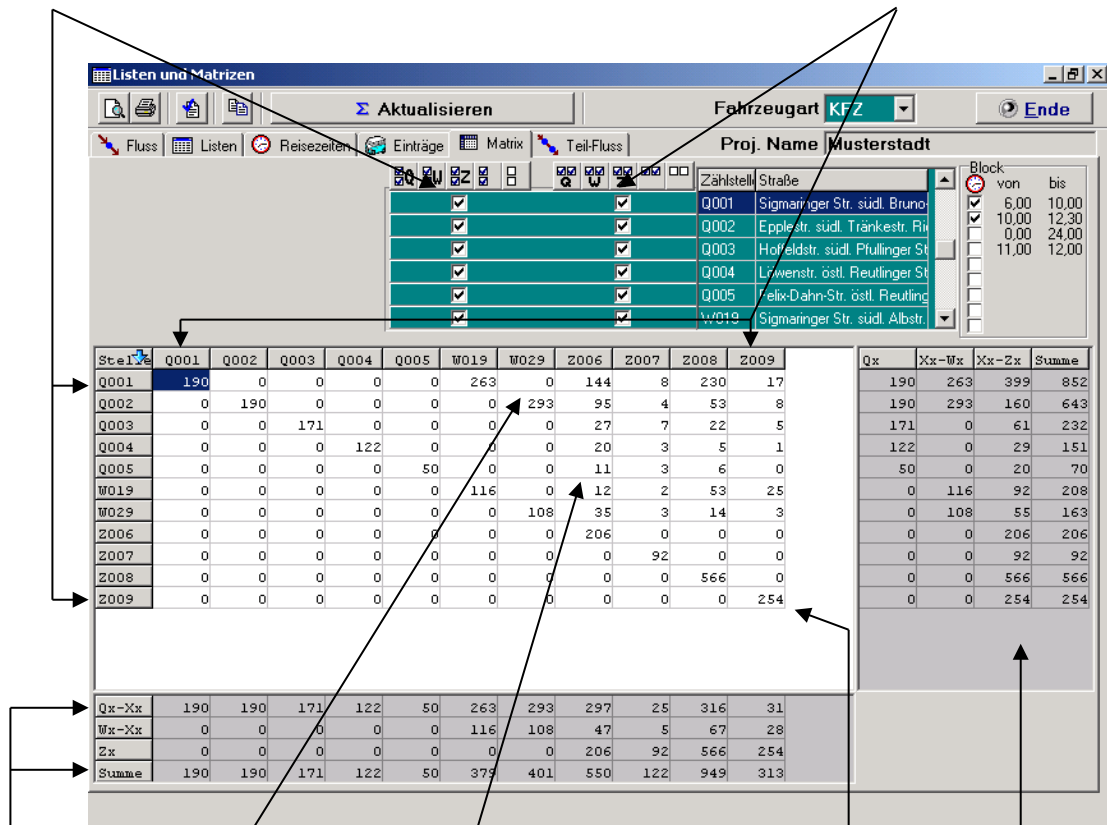 Listen und Matrizen
Σ Aktualisieren Fahrzeugart KFZ Ende
Fluss Listen Reisezeiten Einträge Matrix Teil-Fluss Proj. Name Musterstadt
Q W Z Q W Z Zählstelle Straße Block
von bis
Q001 Sigmaringer Str. südl. Bruno- 6,00 10,00
Q002 Epplestr. südl. Tränkestr. Ri 10,00 12,30
0,00 24,00
Q003 Hoffeldstr. südl. Pfullinger St 11,00 12,00
Q004 Löwenstr. östl. Reutlinger St
Q005 Felix-Dahn-Str. östl. Reutling
W019 Sigmaringer Str. südl. Albstr.
Stelle Q001 Q002 Q003 Q004 Q005 W019 W029 Z006 Z007 Z008 Z009 Qx Xx-Wx Xx-Zx Summe
Q001 190 0 0 0 0 263 0 144 8 230 17 190 263 399 852
Q002 0 190 0 0 0 0 293 95 4 53 8 190 293 160 643
Q003 0 0 171 0 0 0 0 27 7 22 5 171 0 61 232
Q004 0 0 0 122 0 0 0 20 3 5 1 122 0 29 151
Q005 0 0 0 0 50 0 0 11 3 6 0 50 0 20 70
W019 0 0 0 0 0 116 0 12 2 53 25 0 116 92 208
W029 0 0 0 0 0 0 108 35 3 14 3 0 108 55 163
Z006 0 0 0 0 0 0 0 206 0 0 0 0 0 206 206
Z007 0 0 0 0 0 0 0 0 92 0 0 0 0 92 92
Z008 0 0 0 0 0 0 0 0 0 566 0 0 0 566 566
Z009 0 0 0 0 0 0 0 0 0 0 254 0 0 254 254
Qx-Xx 190 190 171 122 50 263 293 297 25 316 31
Wx-Xx 0 0 0 0 0 116 108 47 5 67 28
Zx 0 0 0 0 0 0 0 206 92 566 254
Summe 190 190 171 122 50 379 401 550 122 949 313